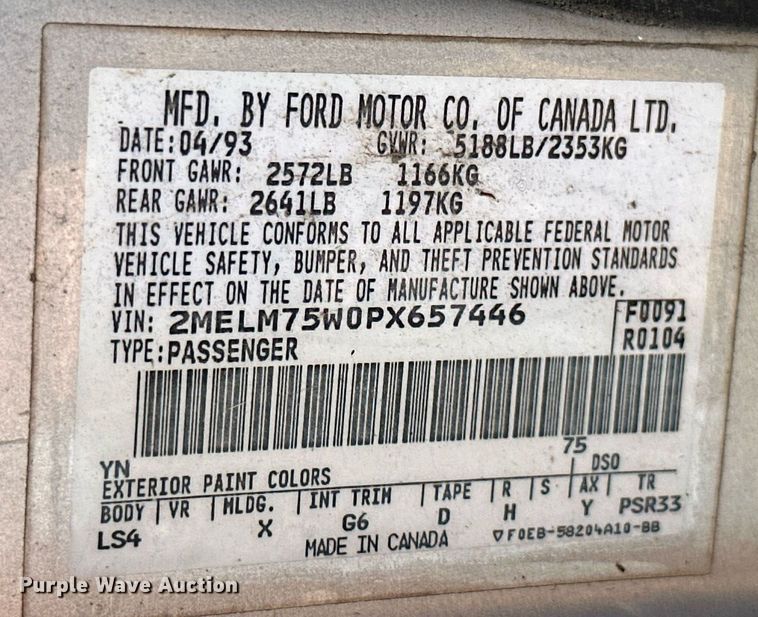 MFD. BY FORD MOTOR CO. OF CANADA LTD.
DATE: 04/93 GVWR: 5188LB/2353KG
FRONT GAWR: 2572LB 1166KG
REAR GAWR: 2641LB 1197KG
THIS VEHICLE CONFORMS TO ALL APPLICABLE FEDERAL MOTOR
VEHICLE SAFETY, BUMPER, AND THEFT PREVENTION STANDARDS
IN EFFECT ON THE DATE OF MANUFACTURE SHOWN ABOVE.
VIN: 2MELM75W0PX657446 F0091
TYPE: PASSENGER R0104
YN 75
EXTERIOR PAINT COLORS DSO
BODY VR MLDG. INT TRIM TAPE R S AX TR
LS4 X G6 D H Y PSR33
MADE IN CANADA ▽F0EB-58204A10-BB
Purple Wave Auction